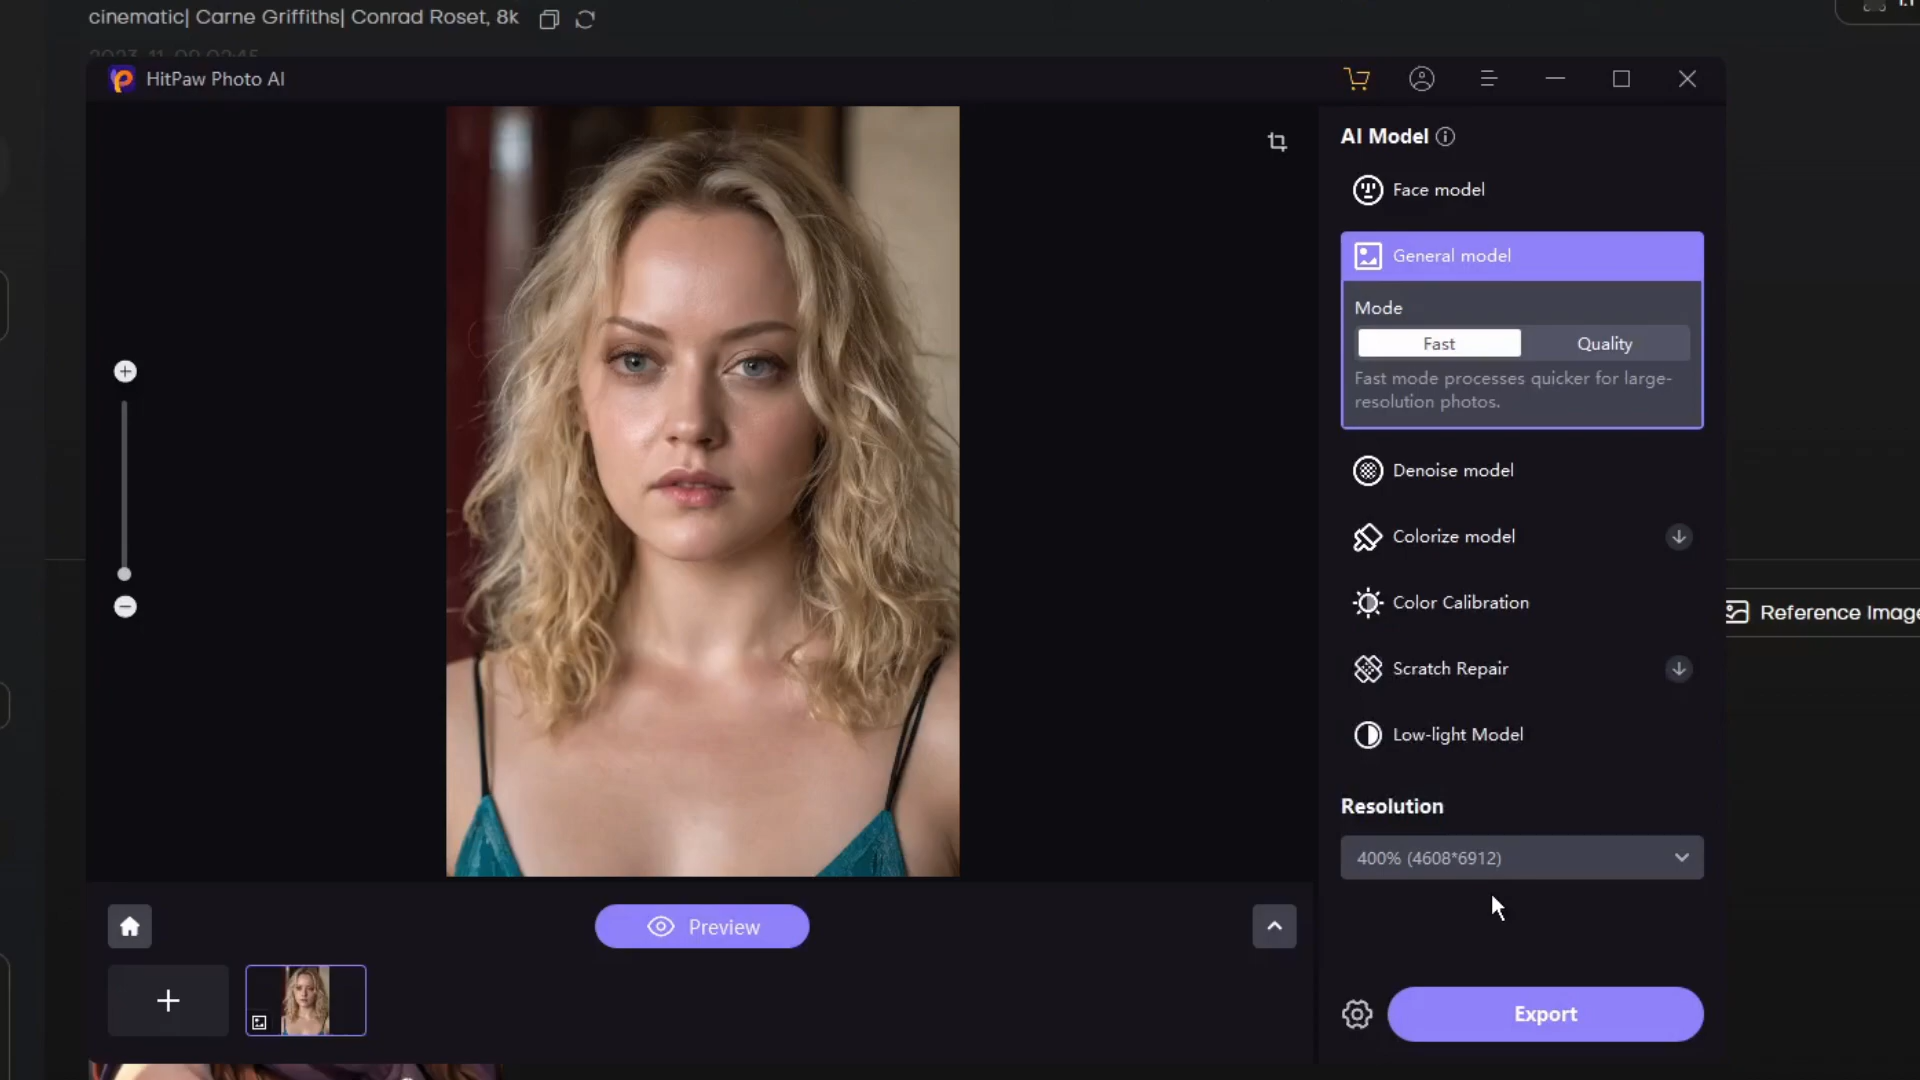 cinematic| Carne Griffiths| Conrad Roset, 8k
HitPaw Photo AI
AI Model
Face model
General model
Mode
Fast
Quality
Fast mode processes quicker for large-
resolution photos.
Denoise model
Colorize model
Color Calibration
Reference Image
Scratch Repair
Low-light Model
Resolution
400% (4608*6912)
Preview
Export